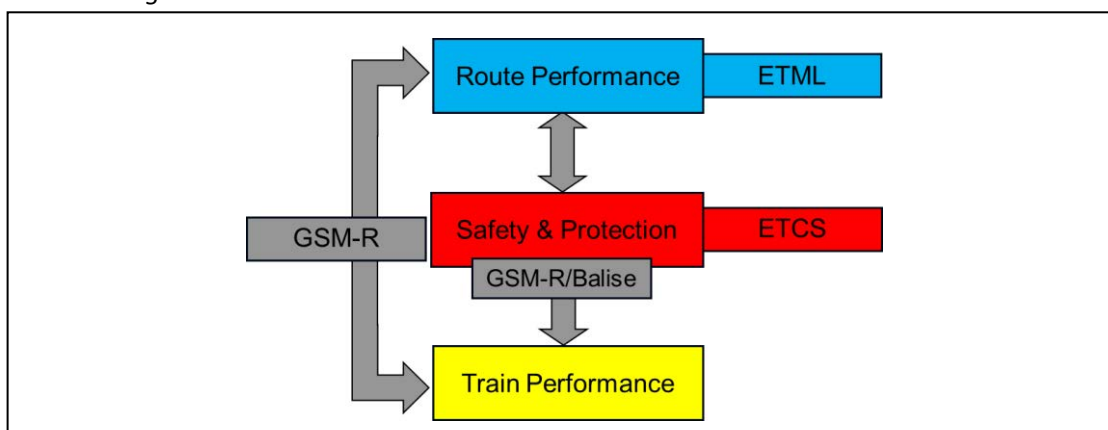 Route Performance
ETML
GSM-R
Safety & Protection
ETCS
GSM-R/Balise
Train Performance